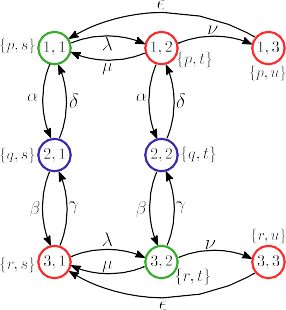 ϵ
{p, s} 1, 1 λ 1, 2 ν 1, 3
μ {p, t} {p, u}
α δ α δ
{q, s} 2, 1 2, 2 {q, t}
β γ β γ
λ ν {r, u}
{r, s} 3, 1 μ 3, 2 3, 3
{r, t}
ϵ